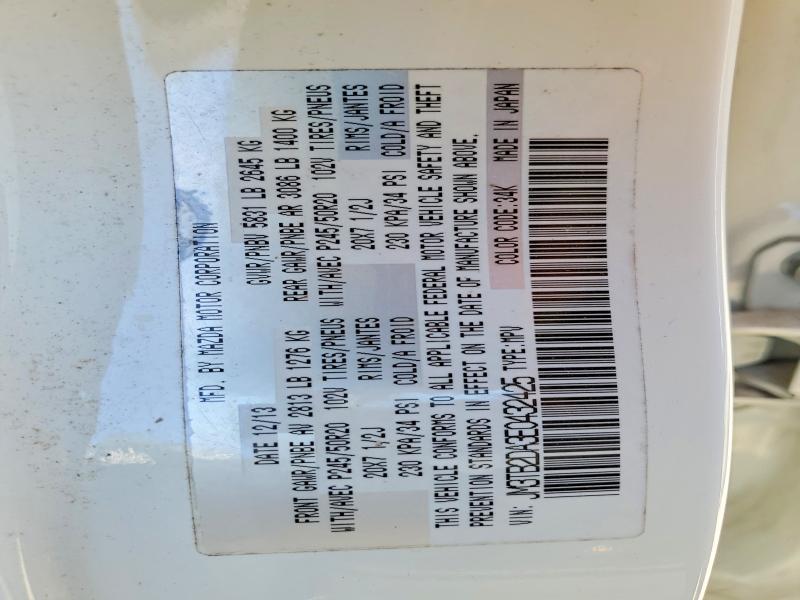 MFD. BY MAZDA MOTOR CORPORATION
DATE 12/13 GVWR/PNBV 5831 LB 2645 KG
FRONT GAWR/PNBE AV 2813 LB 1276 KG REAR GAWR/PNBE AR 3086 LB 1400 KG
WITH/AVEC P245/50R20 102V TIRES/PNEUS WITH/AVEC P245/50R20 102V TIRES/PNEUS
20X7 1/2J RIMS/JANTES 20X7 1/2J RIMS/JANTES
230 KPA/34 PSI COLD/A FROID 230 KPA/34 PSI COLD/A FROID
THIS VEHICLE CONFORMS TO ALL APPLICABLE FEDERAL MOTOR VEHICLE SAFETY AND THEFT
PREVENTION STANDARDS IN EFFECT ON THE DATE OF MANUFACTURE SHOWN ABOVE.
COLOR CODE:34K MADE IN JAPAN
VIN: JM3TB2DA3E0432425 TYPE:MPV